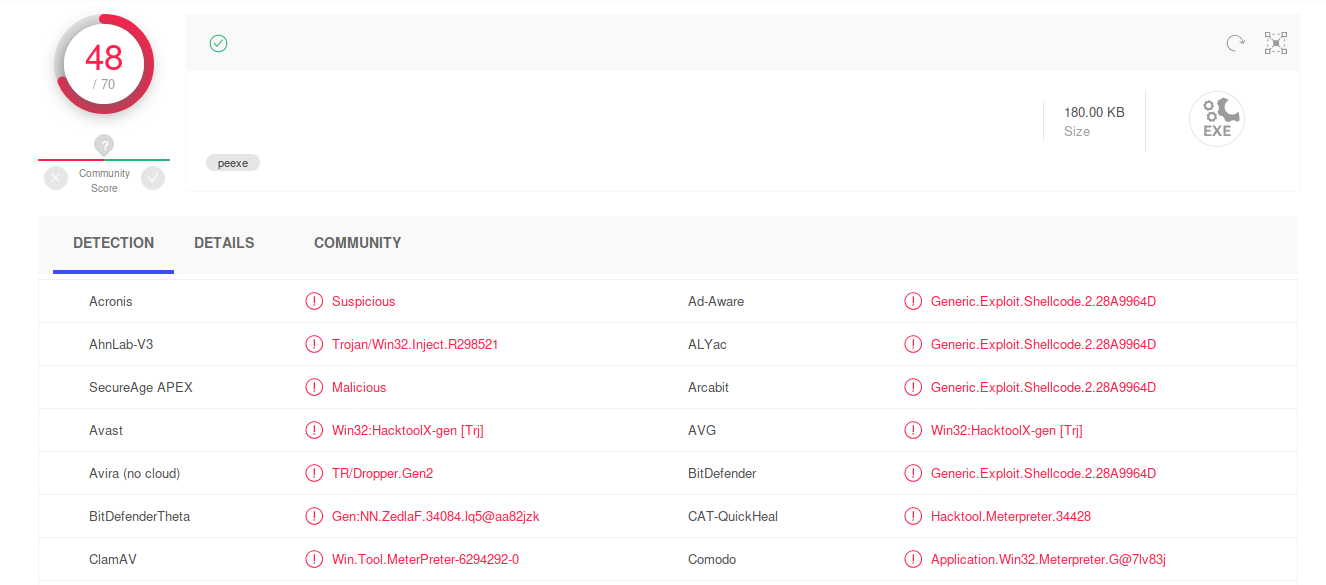 48
/ 70
?
Community
Score
180.00 KB
Size
EXE
peexe
DETECTION DETAILS COMMUNITY
Acronis Suspicious Ad-Aware Generic.Exploit.Shellcode.2.28A9964D
AhnLab-V3 Trojan/Win32.Inject.R298521 ALYac Generic.Exploit.Shellcode.2.28A9964D
SecureAge APEX Malicious Arcabit Generic.Exploit.Shellcode.2.28A9964D
Avast Win32:HacktoolX-gen [Trj] AVG Win32:HacktoolX-gen [Trj]
Avira (no cloud) TR/Dropper.Gen2 BitDefender Generic.Exploit.Shellcode.2.28A9964D
BitDefenderTheta Gen:NN.ZedlaF.34084.lq5@aa82jzk CAT-QuickHeal Hacktool.Meterpreter.34428
ClamAV Win.Tool.MeterPreter-6294292-0 Comodo Application.Win32.Meterpreter.G@7lv83j